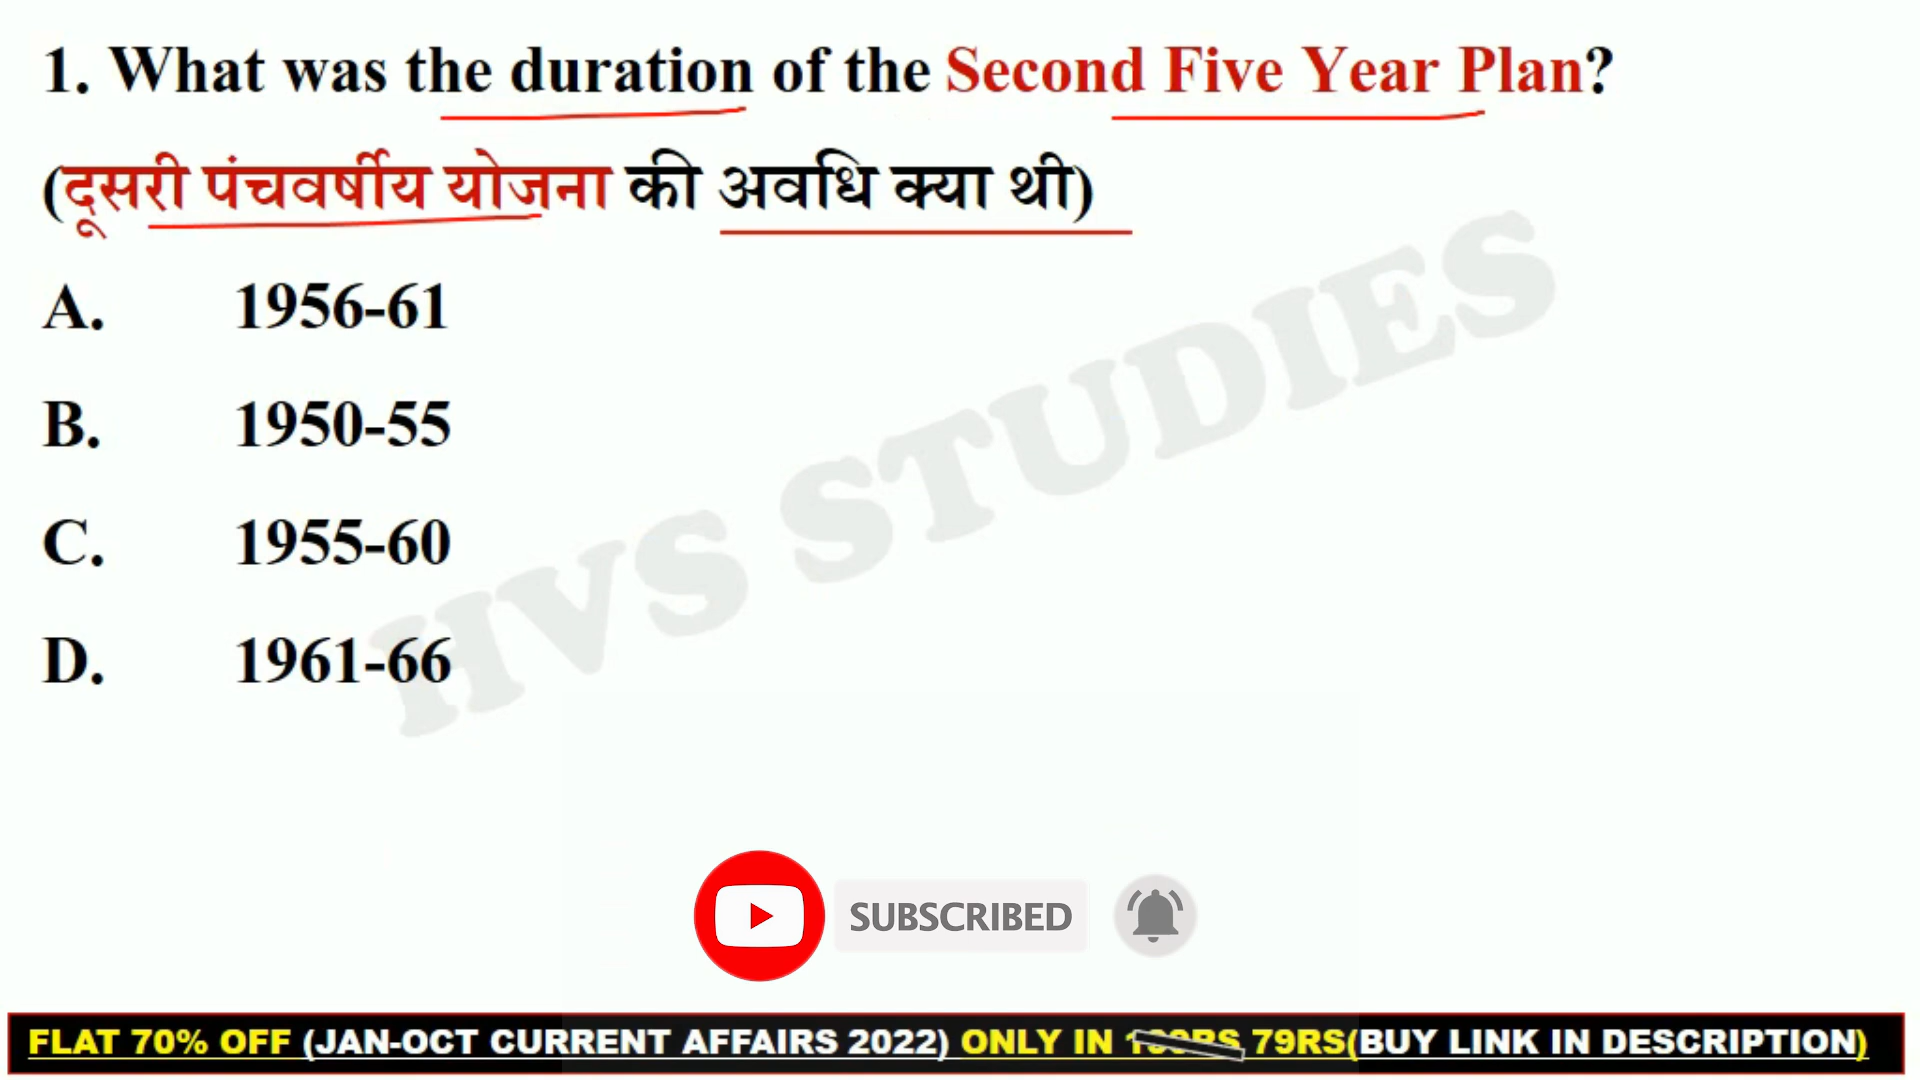 1. What was the duration of the Second Five Year Plan?
(दूसरी पंचवर्षीय योजना की अवधि क्या थी)
A. 1956-61
B. 1950-55
C. 1955-60
D. 1961-66
HVS STUDIES
SUBSCRIBED
FLAT 70% OFF (JAN-OCT CURRENT AFFAIRS 2022) ONLY IN 79RS(BUY LINK IN DESCRIPTION)